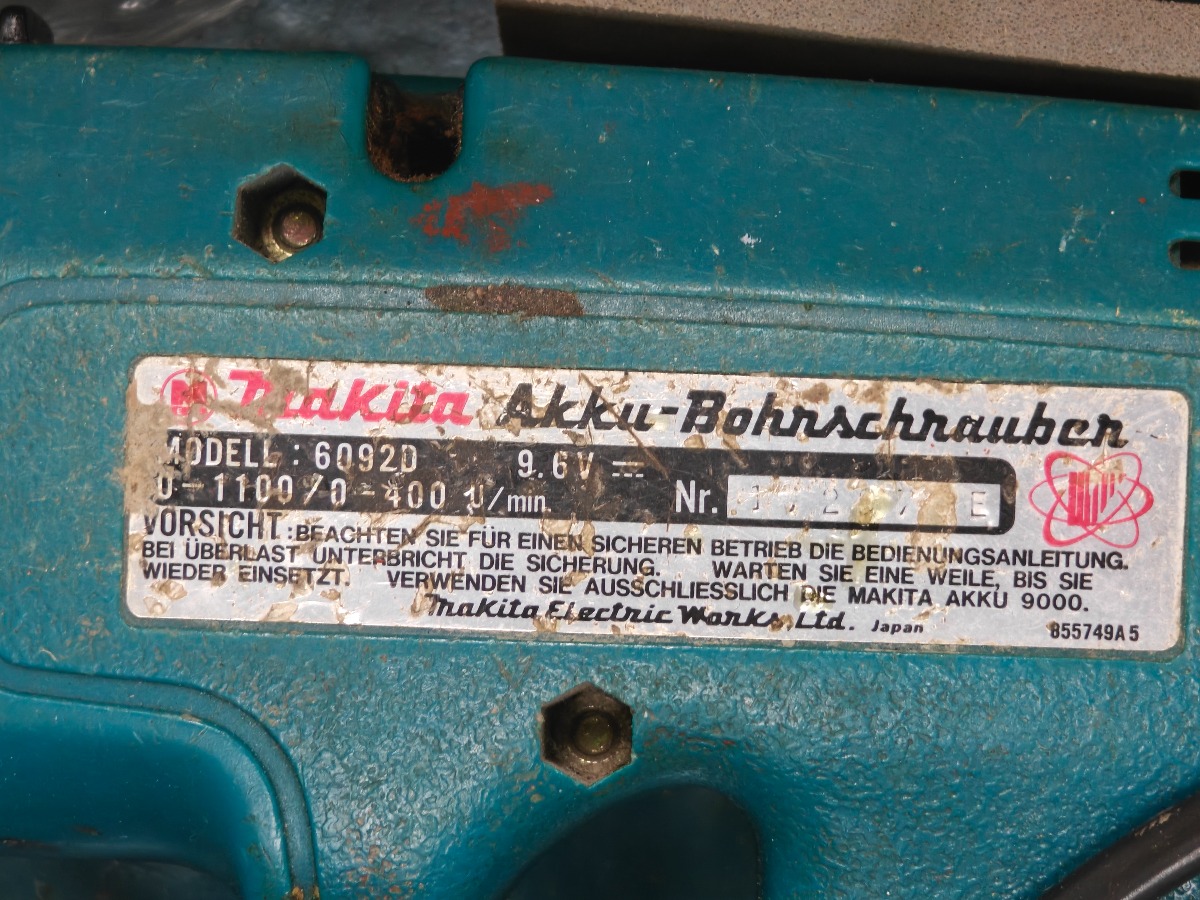 Makita Akku-Bohrschrauber
MODELL: 6092D 9.6V
0-1100/0-400 U/min. Nr. E
VORSICHT: BEACHTEN SIE FÜR EINEN SICHEREN BETRIEB DIE BEDIENUNGSANLEITUNG.
BEI ÜBERLAST UNTERBRICHT DIE SICHERUNG. WARTEN SIE EINE WEILE, BIS SIE
WIEDER EINSETZT. VERWENDEN SIE AUSSCHLIESSLICH DIE MAKITA AKKU 9000.
Makita Electric Works, Ltd. Japan 855749A5